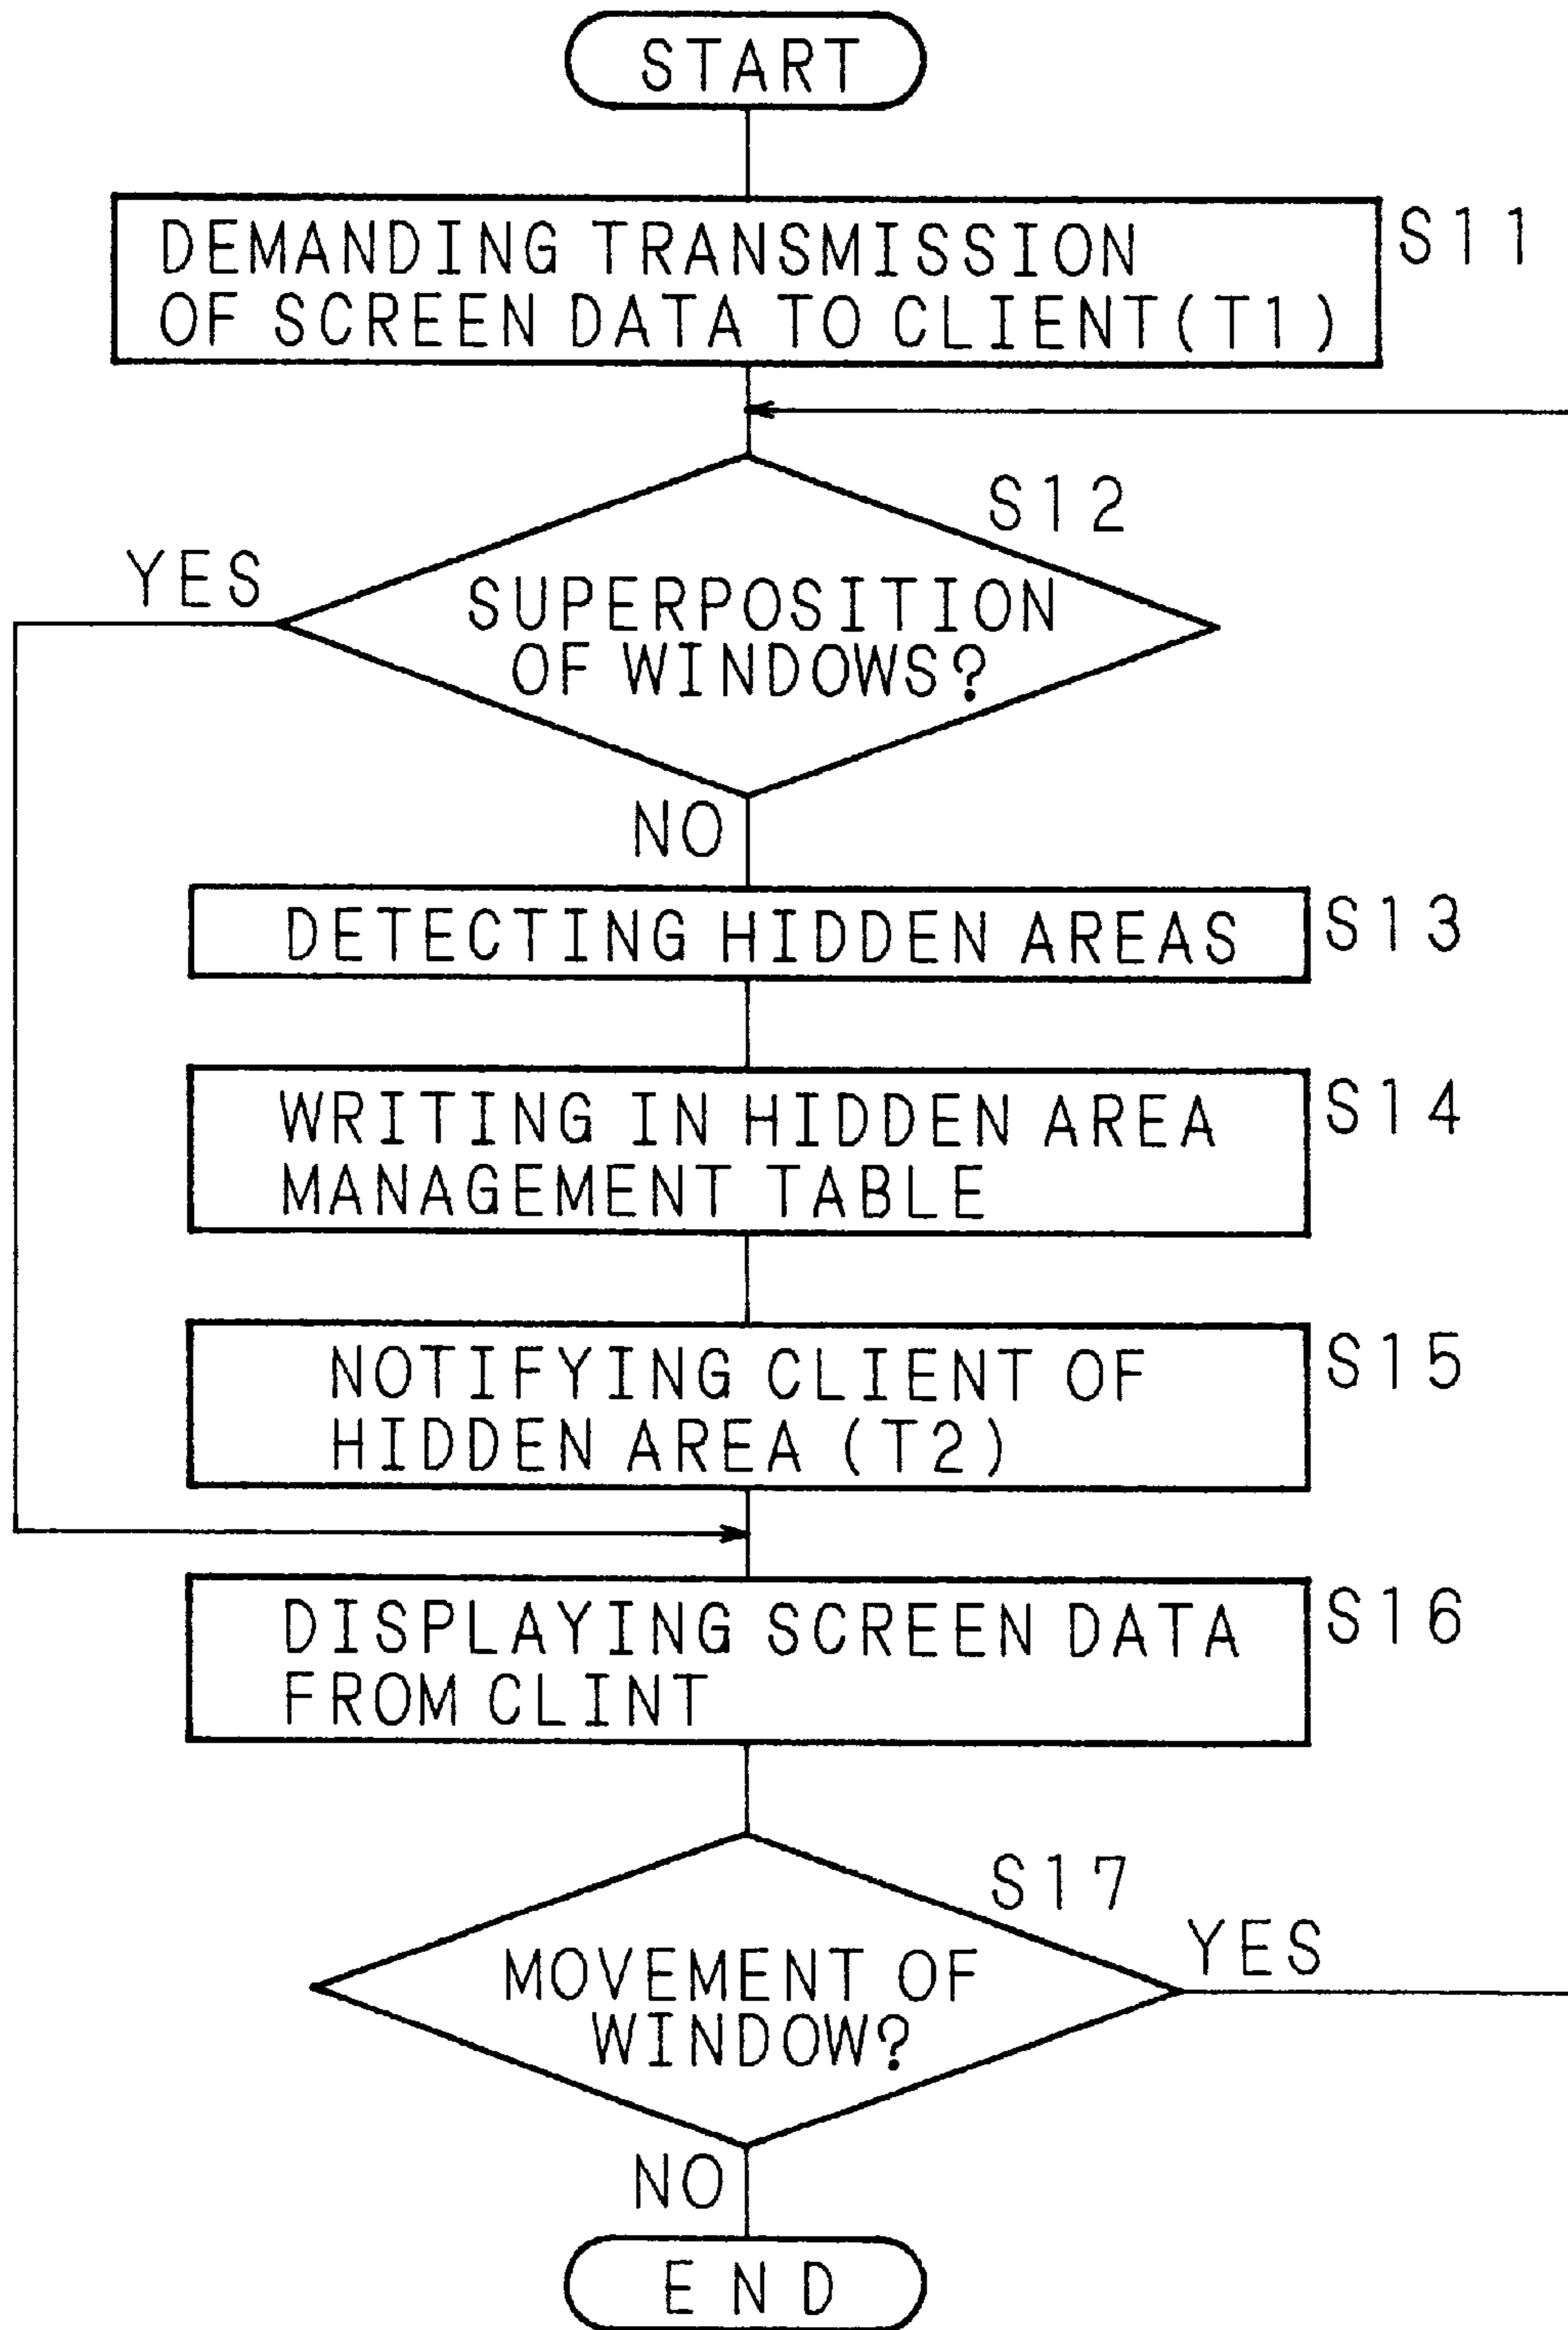 START
DEMANDING TRANSMISSION
OF SCREEN DATA TO CLIENT(T1)
S11
S12
YES
SUPERPOSITION
OF WINDOWS?
NO
DETECTING HIDDEN AREAS
S13
WRITING IN HIDDEN AREA
MANAGEMENT TABLE
S14
NOTIFYING CLIENT OF
HIDDEN AREA (T2)
S15
DISPLAYING SCREEN DATA
FROM CLINT
S16
S17
YES
MOVEMENT OF
WINDOW?
NO
END